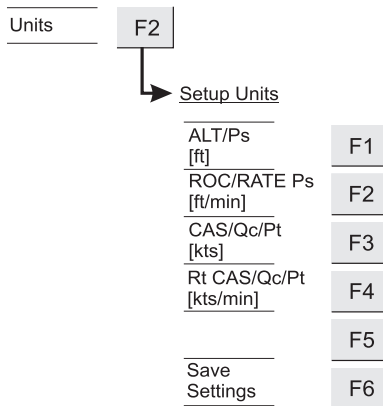 Units F2
Setup Units
ALT/Ps
[ft] F1
ROC/RATE Ps
[ft/min] F2
CAS/Qc/Pt
[kts] F3
Rt CAS/Qc/Pt
[kts/min] F4
F5
Save
Settings F6